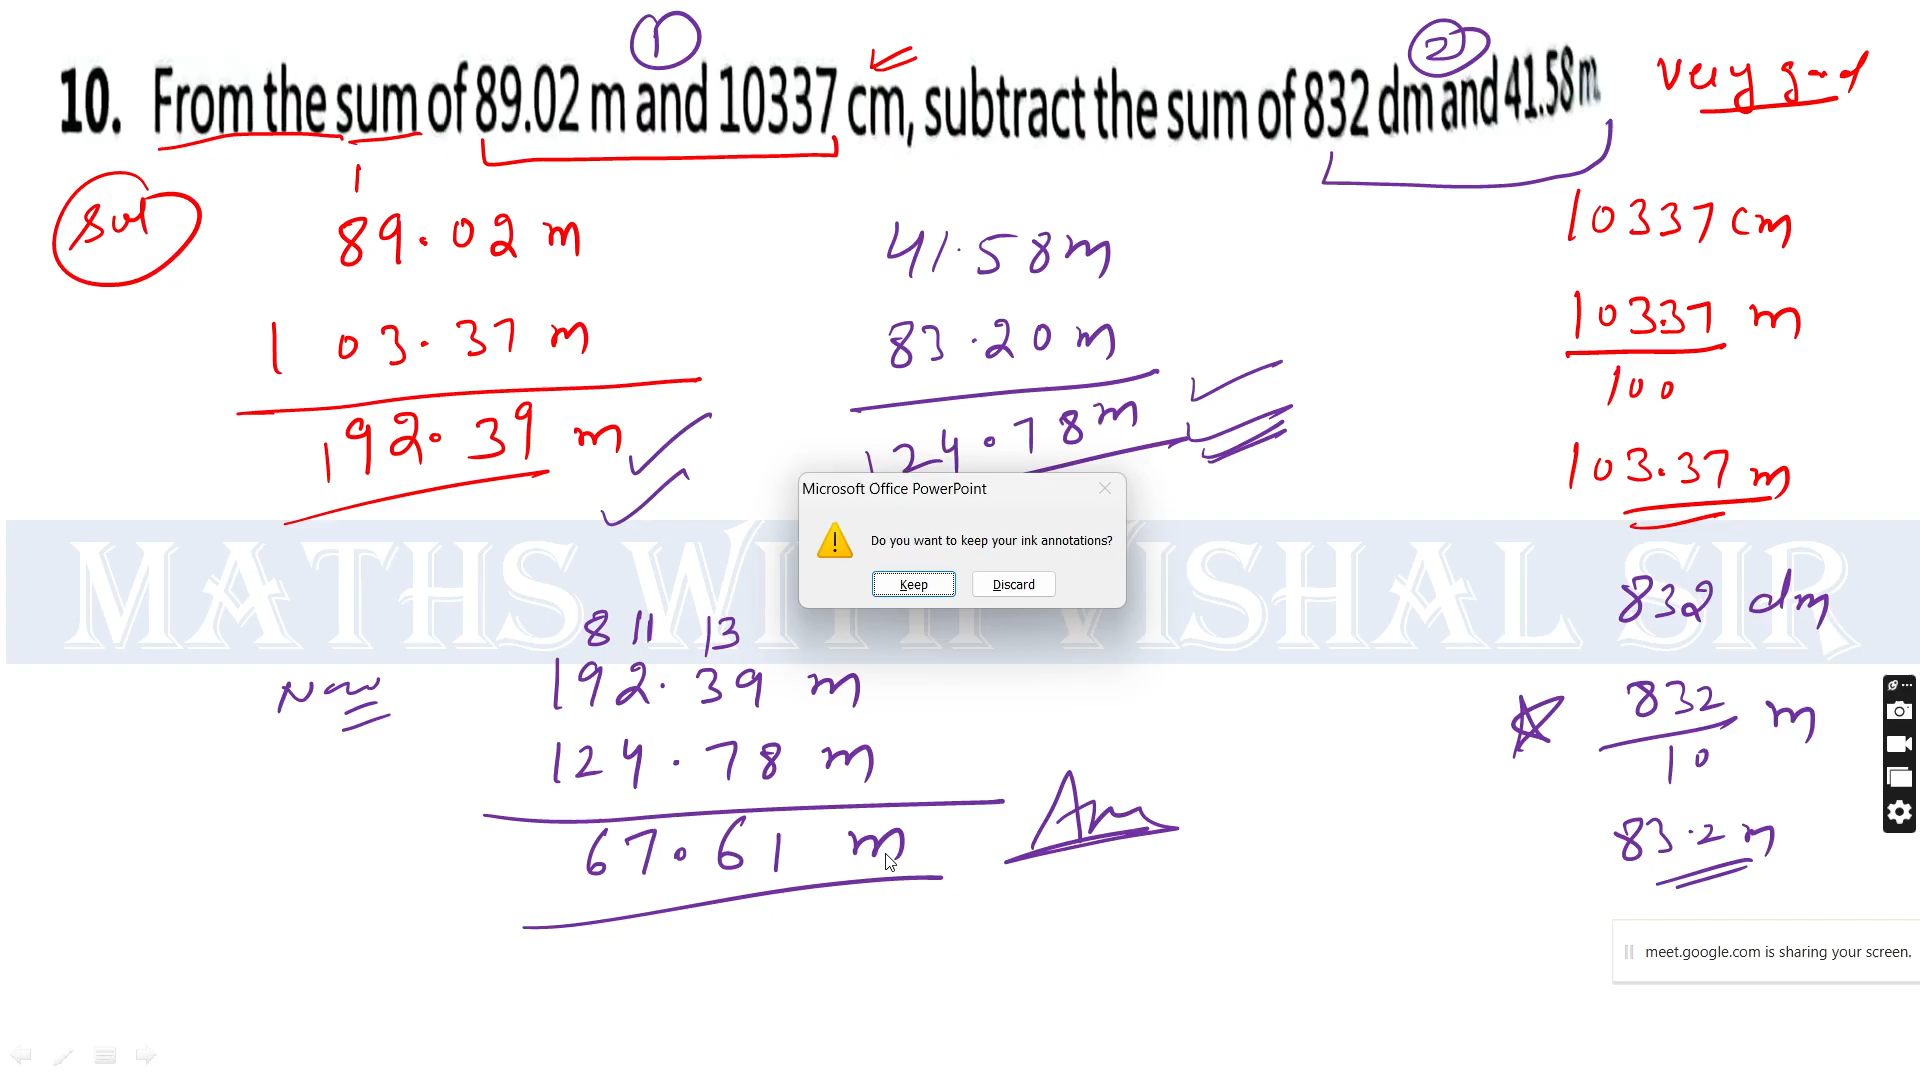 10. From the sum of 89.02 m and 10337 cm, subtract the sum of 832 dm and 41.58 m
1
2
very good
Sol
1
89.02 m
103.37 m
192.39 m
41.58 m
83.20 m
124.78 m
10337 cm
10337 m
100
103.37 m
832 dm
832 m
10
83.2 m
MATHS WITH VISHAL SIR
Microsoft Office PowerPoint
Do you want to keep your ink annotations?
Keep
Discard
Now
8 11 13
192.39 m
124.78 m
67.61 m
Ans
meet.google.com is sharing your screen.